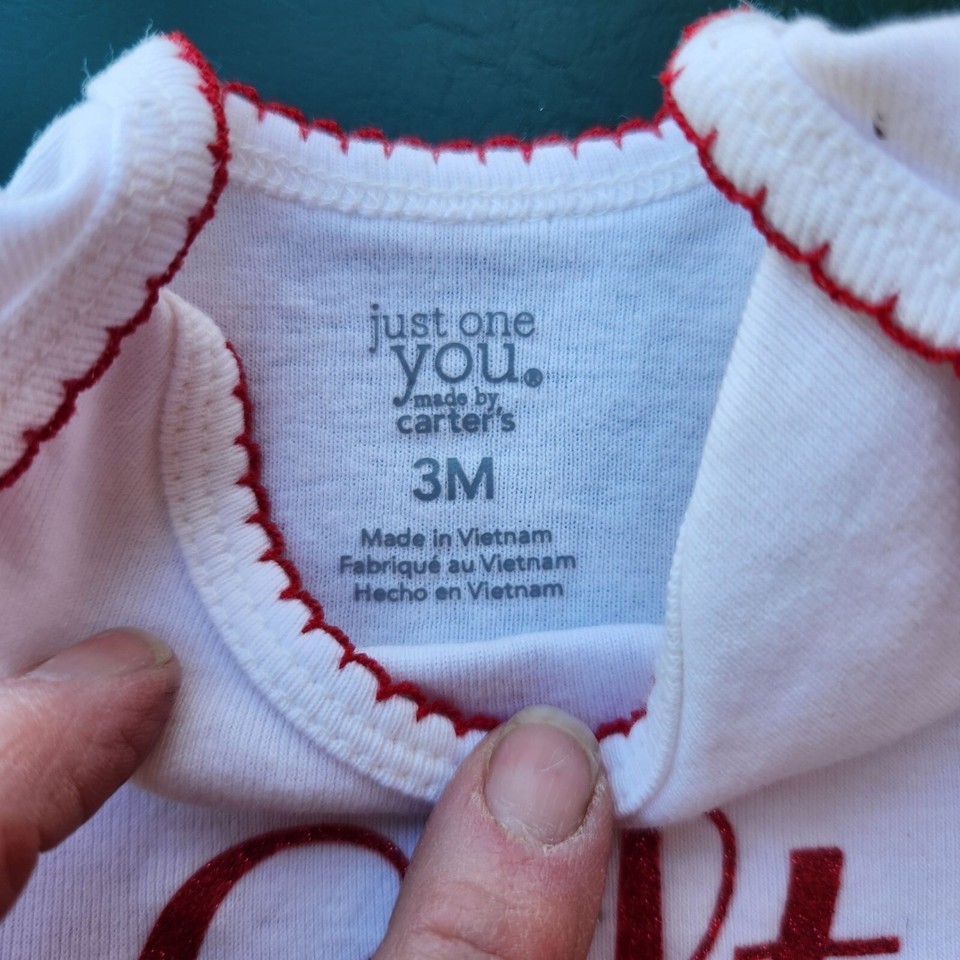 just one
you.®
made by
carter's
3M
Made in Vietnam
Fabriqué au Vietnam
Hecho en Vietnam